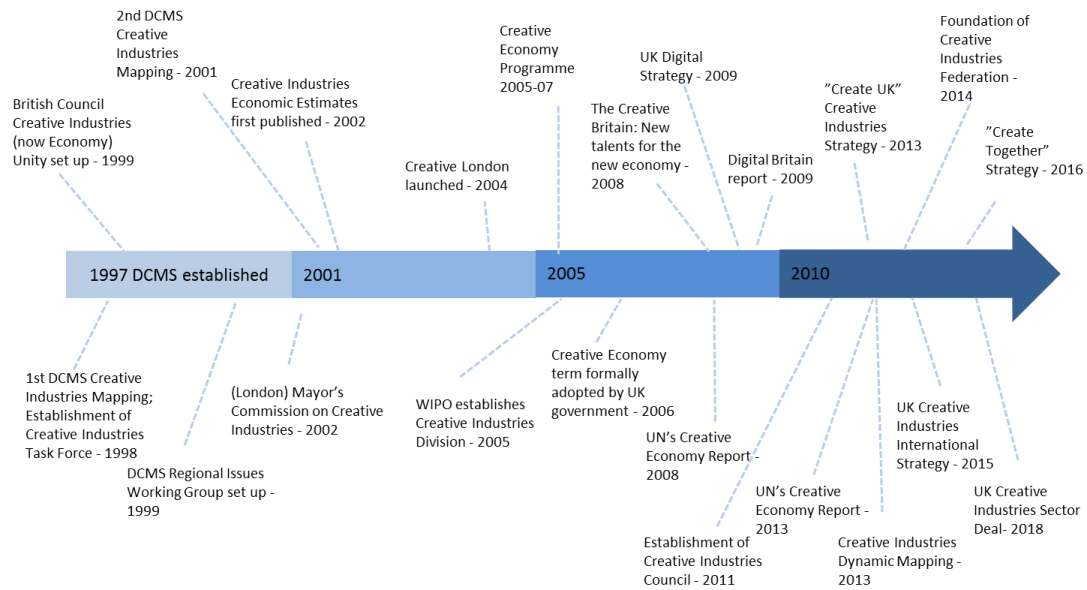 2nd DCMS
Creative
Industries
Mapping - 2001
British Council
Creative Industries
(now Economy)
Unity set up - 1999
Creative Industries
Economic Estimates
first published - 2002
Creative London
launched - 2004
Creative
Economy
Programme
2005-07
UK Digital
Strategy - 2009
The Creative
Britain: New
talents for the
new economy -
2008
Digital Britain
report - 2009
”Create UK”
Creative
Industries
Strategy - 2013
Foundation of
Creative
Industries
Federation -
2014
”Create
Together”
Strategy - 2016
1997 DCMS established
2001
2005
2010
1st DCMS Creative
Industries Mapping;
Establishment of
Creative Industries
Task Force - 1998
DCMS Regional Issues
Working Group set up -
1999
(London) Mayor’s
Commission on Creative
Industries - 2002
WIPO establishes
Creative Industries
Division - 2005
Creative Economy
term formally
adopted by UK
government - 2006
UN’s Creative
Economy Report -
2008
Establishment of
Creative Industries
Council - 2011
UN’s Creative
Economy Report -
2013
Creative Industries
Dynamic Mapping -
2013
UK Creative
Industries
International
Strategy - 2015
UK Creative
Industries Sector
Deal- 2018